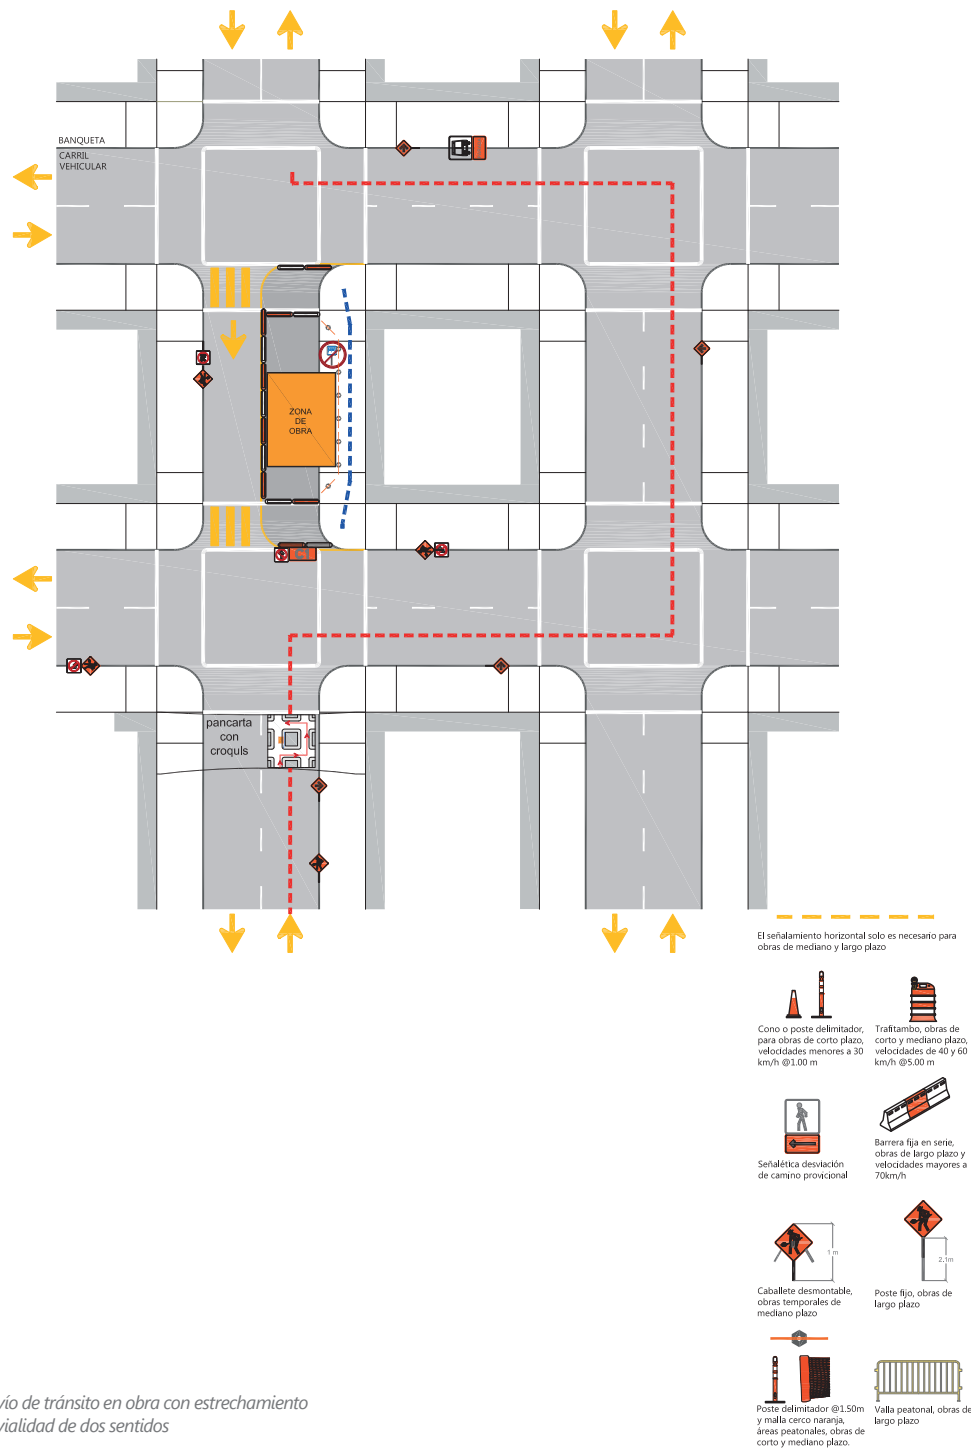 BANQUETA
CARRIL
VEHICULAR
ZONA
DE
OBRA
pancarta
con
croquls
El señalamiento horizontal solo es necesario para
obras de mediano y largo plazo
Cono o poste delimitador,
para obras de corto plazo,
velocidades menores a 30
km/h @1.00 m
Trafitambo, obras de
corto y mediano plazo,
velocidades de 40 y 60
km/h @5.00 m
Señalética desviación
de camino provicional
Barrera fija en serie,
obras de largo plazo y
velocidades mayores a
70km/h
1 m
Caballete desmontable,
obras temporales de
mediano plazo
2.1m
Poste fijo, obras de
largo plazo
Poste delimitador @1.50m
y malla cerco naranja,
áreas peatonales, obras de
corto y mediano plazo.
Valla peatonal, obras de
largo plazo
vío de tránsito en obra con estrechamiento
vialidad de dos sentidos